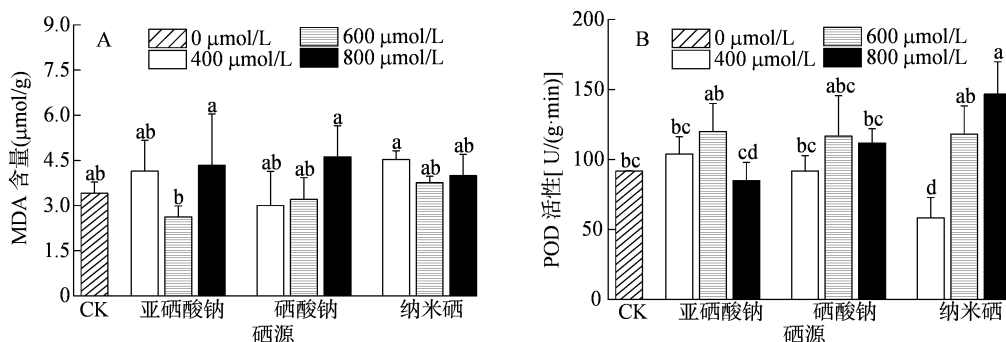 A
0 μmol/L
600 μmol/L
400 μmol/L
800 μmol/L
MDA 含量(μmol/g)
9.0
7.5
6.0
4.5
3.0
1.5
0
ab
ab
b
a
ab
ab
a
a
ab
ab
CK
亚硒酸钠
硒酸钠
纳米硒
硒源
B
0 μmol/L
600 μmol/L
400 μmol/L
800 μmol/L
POD 活性[ U/(g·min)]
200
150
100
50
0
bc
bc
ab
cd
bc
abc
bc
d
ab
a
CK
亚硒酸钠
硒酸钠
纳米硒
硒源